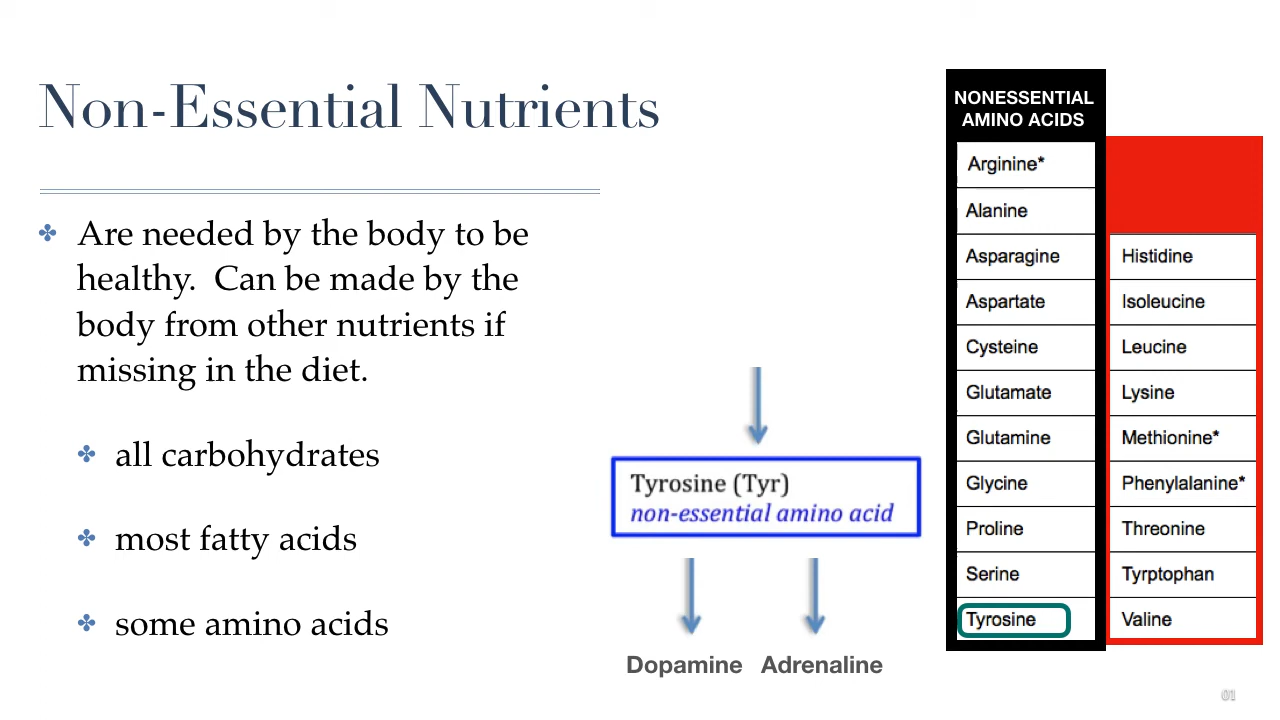 Non-Essential Nutrients
Are needed by the body to be
healthy.  Can be made by the
body from other nutrients if
missing in the diet.
all carbohydrates
most fatty acids
some amino acids
Tyrosine (Tyr)
non-essential amino acid
Dopamine
Adrenaline
NONESSENTIAL
AMINO ACIDS
Arginine*
Alanine
Asparagine
Aspartate
Cysteine
Glutamate
Glutamine
Glycine
Proline
Serine
Tyrosine
Histidine
Isoleucine
Leucine
Lysine
Methionine*
Phenylalanine*
Threonine
Tyrptophan
Valine
01